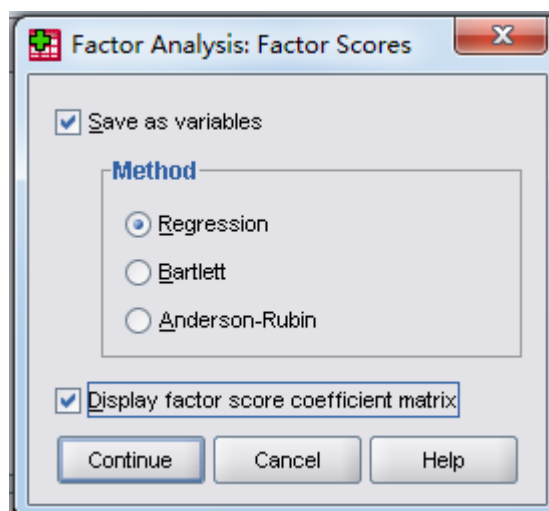 Factor Analysis: Factor Scores
Save as variables
Method
Regression
Bartlett
Anderson-Rubin
Display factor score coefficient matrix
Continue Cancel Help